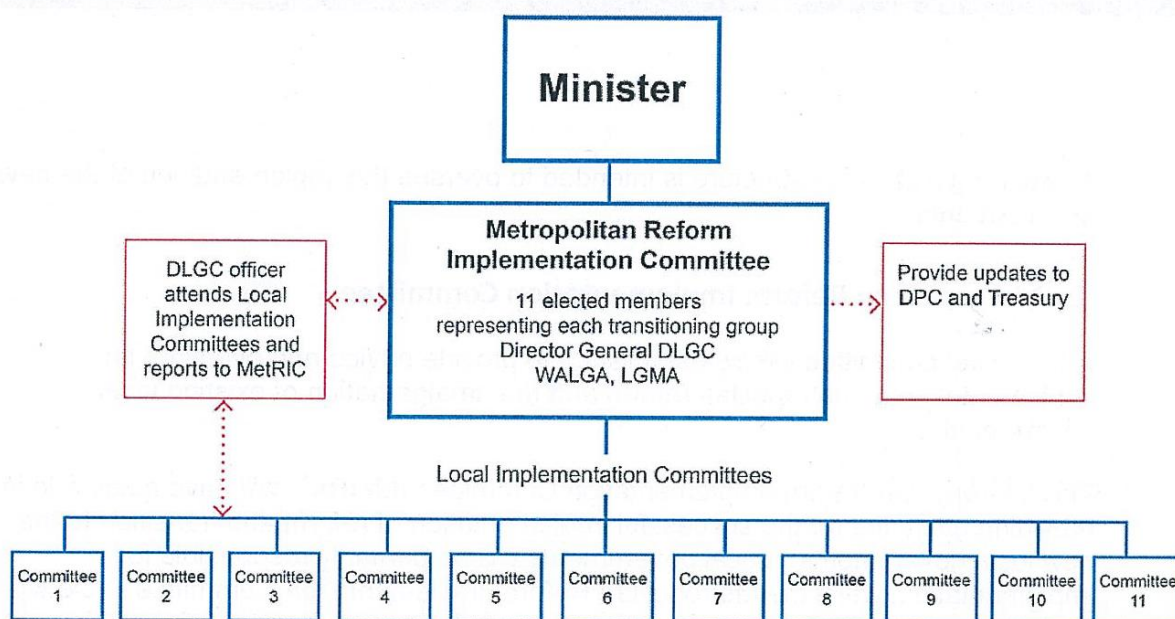 Minister
Metropolitan Reform
Implementation Committee
11 elected members
representing each transitioning group
Director General DLGC
WALGA, LGMA
DLGC officer
attends Local
Implementation
Committees and
reports to MetRIC
Provide updates to
DPC and Treasury
Local Implementation Committees
Committee
1
Committee
2
Committee
3
Committee
4
Committee
5
Committee
6
Committee
7
Committee
8
Committee
9
Committee
10
Committee
11